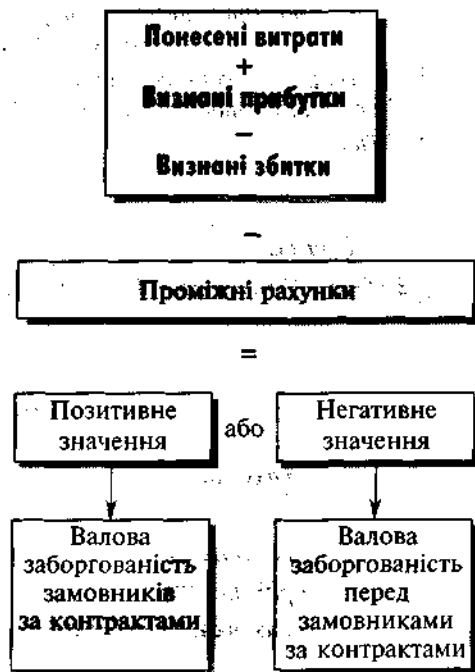 Понесені витрати
+
Визнані прибутки
−
Визнані збитки
−
Проміжні рахунки
=
Позитивне
значення
або
Негативне
значення
Валова
заборгованість
замовників
за контрактами
Валова
заборгованість
перед
замовниками
за контрактами